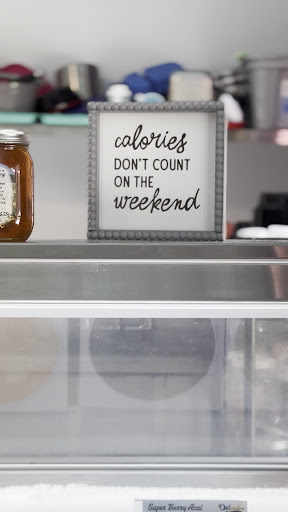 calories
DON'T COUNT
ON THE
weekend
Super Berry Acai